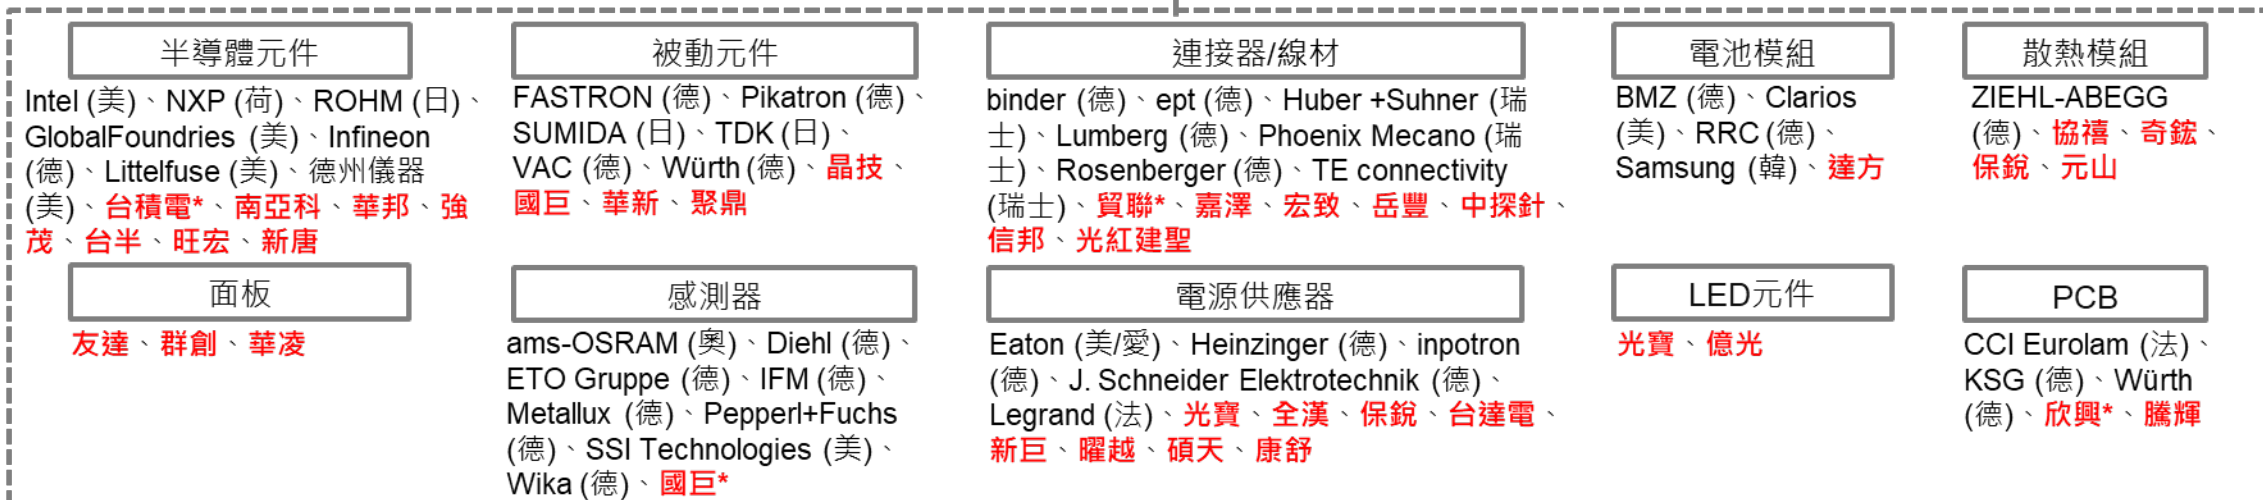 半導體元件
Intel (美)、NXP (荷)、ROHM (日)、
GlobalFoundries (美)、Infineon
(德)、Littelfuse (美)、德州儀器
(美)、台積電*、南亞科、華邦、強
茂、台半、旺宏、新唐
被動元件
FASTRON (德)、Pikatron (德)、
SUMIDA (日)、TDK (日)、
VAC (德)、Würth (德)、晶技、
國巨、華新、聚鼎
連接器/線材
binder (德)、ept (德)、Huber +Suhner (瑞
士)、Lumberg (德)、Phoenix Mecano (瑞
士)、Rosenberger (德)、TE connectivity
(瑞士)、貿聯*、嘉澤、宏致、岳豐、中探針、
信邦、光紅建聖
電池模組
BMZ (德)、Clarios
(美)、RRC (德)、
Samsung (韓)、達方
散熱模組
ZIEHL-ABEGG
(德)、協禧、奇鋐、
保銳、元山
面板
友達、群創、華凌
感測器
ams-OSRAM (奧)、Diehl (德)、
ETO Gruppe (德)、IFM (德)、
Metallux (德)、Pepperl+Fuchs
(德)、SSI Technologies (美)、
Wika (德)、國巨*
電源供應器
Eaton (美/愛)、Heinzinger (德)、inpotron
(德)、J. Schneider Elektrotechnik (德)、
Legrand (法)、光寶、全漢、保銳、台達電、
新巨、曜越、碩天、康舒
LED元件
光寶、億光
PCB
CCI Eurolam (法)、
KSG (德)、Würth
(德)、欣興*、騰輝